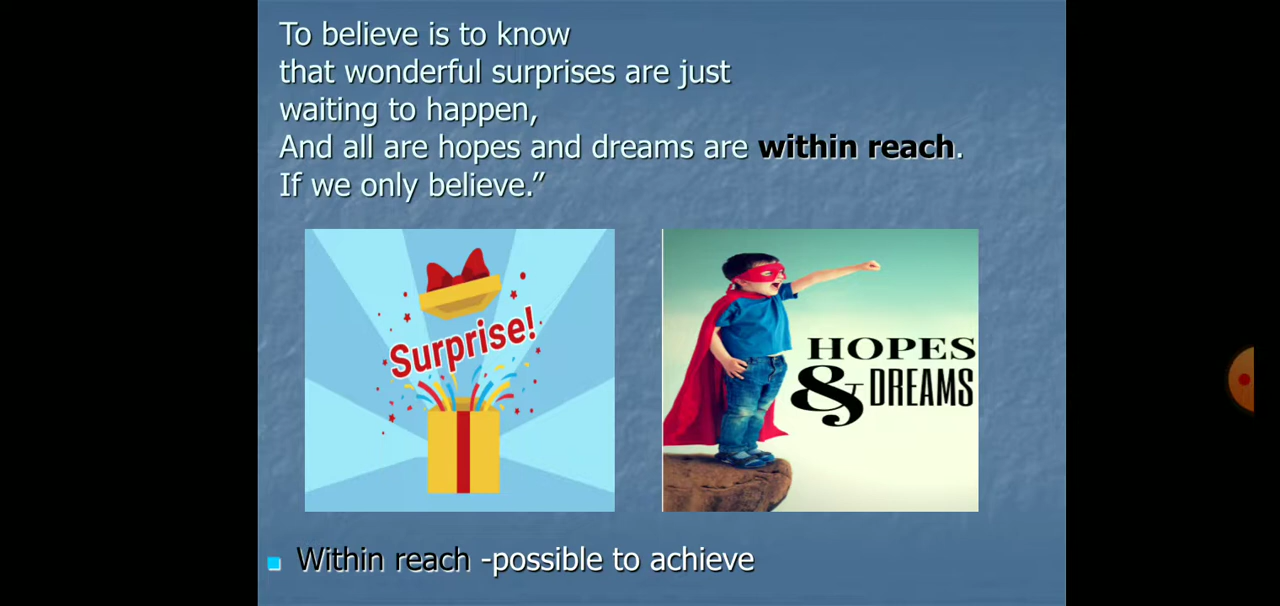 To believe is to know
that wonderful surprises are just
waiting to happen,
And all are hopes and dreams are within reach.
If we only believe.”
Surprise!
HOPES
& DREAMS
Within reach -possible to achieve